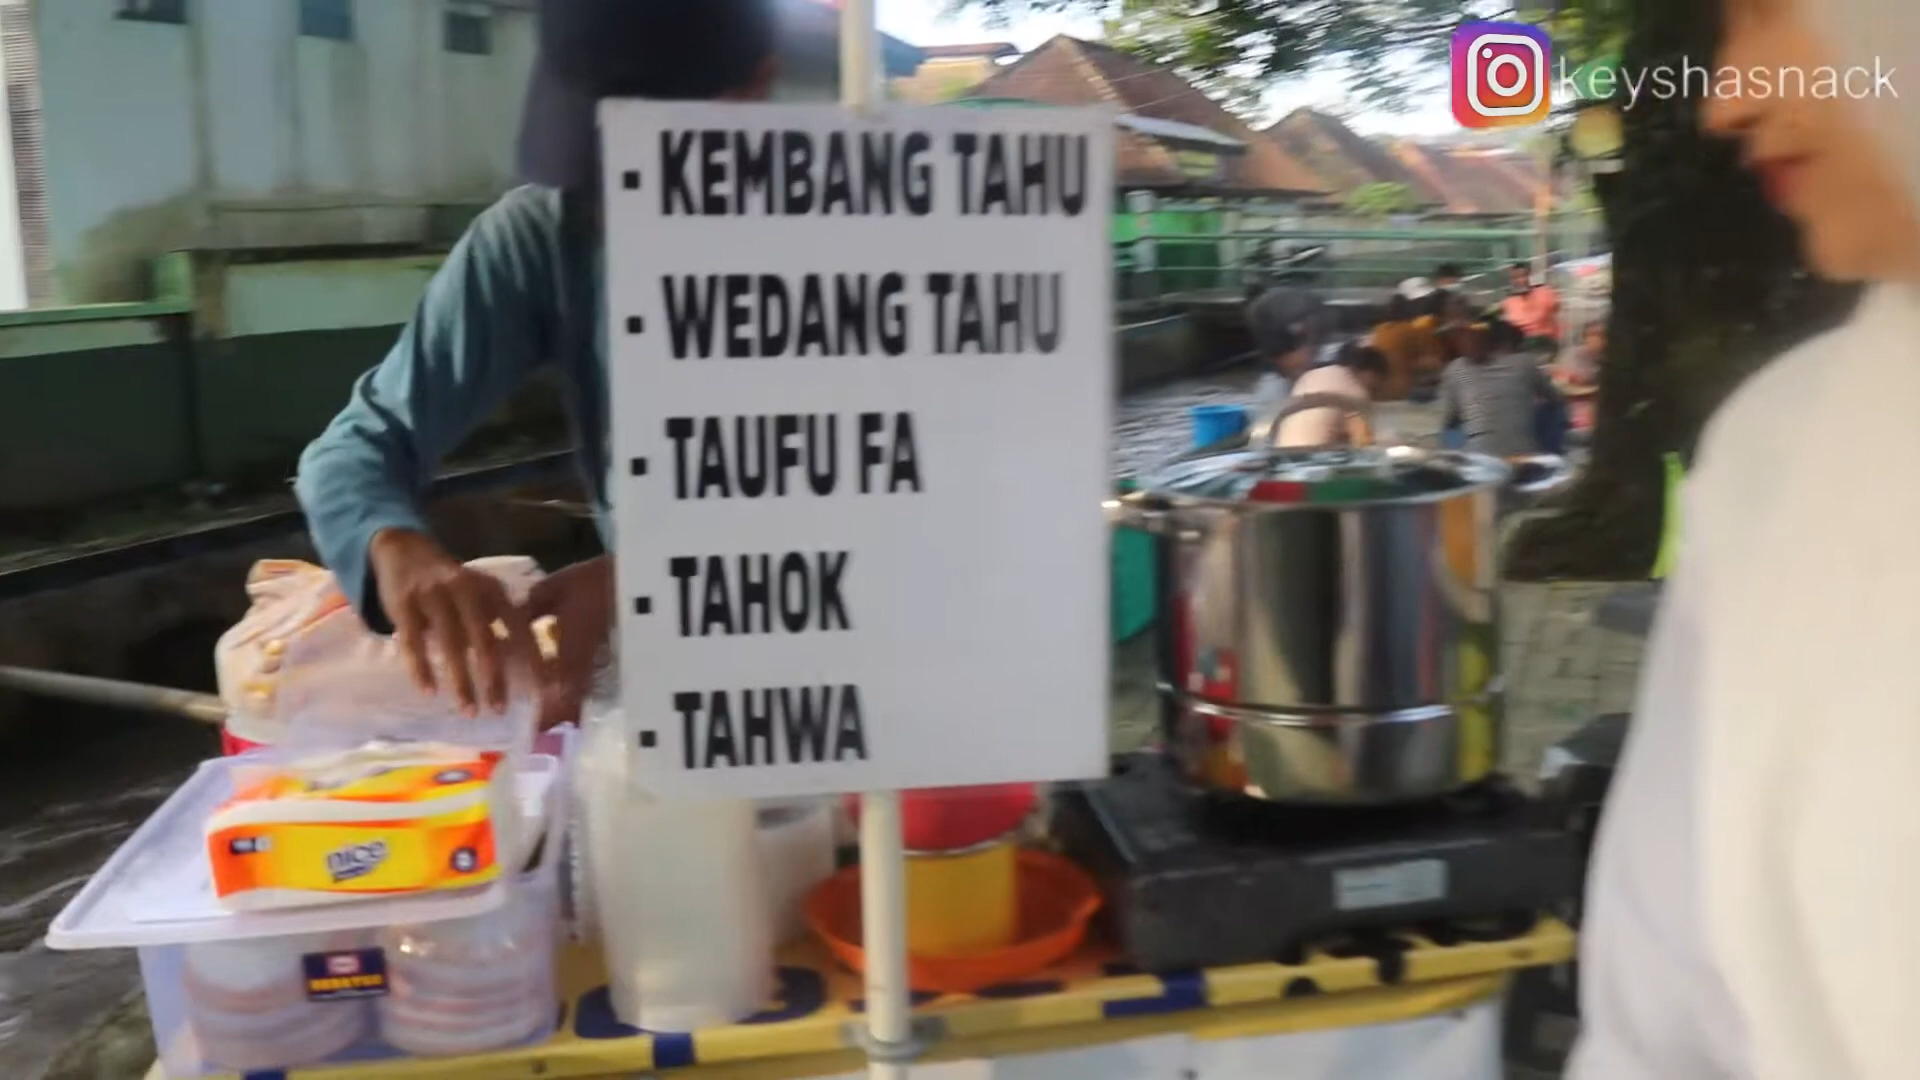 keyshasnack
- KEMBANG TAHU
- WEDANG TAHU
- TAUFU FA
- TAHOK
- TAHWA
nice